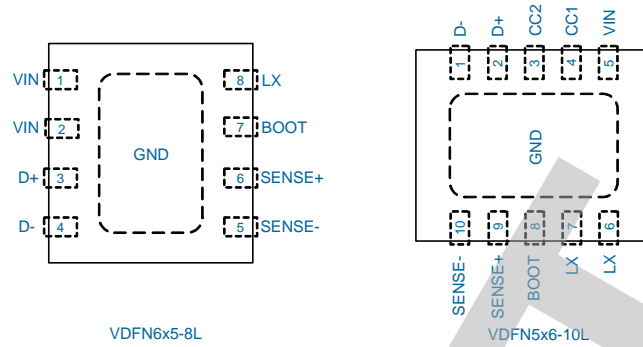 VIN 1 8 LX
VIN 2 7 BOOT
GND
D+ 3 6 SENSE+
D- 4 5 SENSE-
VDFN6x5-8L
D- D+ CC2 CC1 VIN
1 2 3 4 5
GND
10 9 8 7 6
SENSE- SENSE+ BOOT LX LX
VDFN5x6-10L